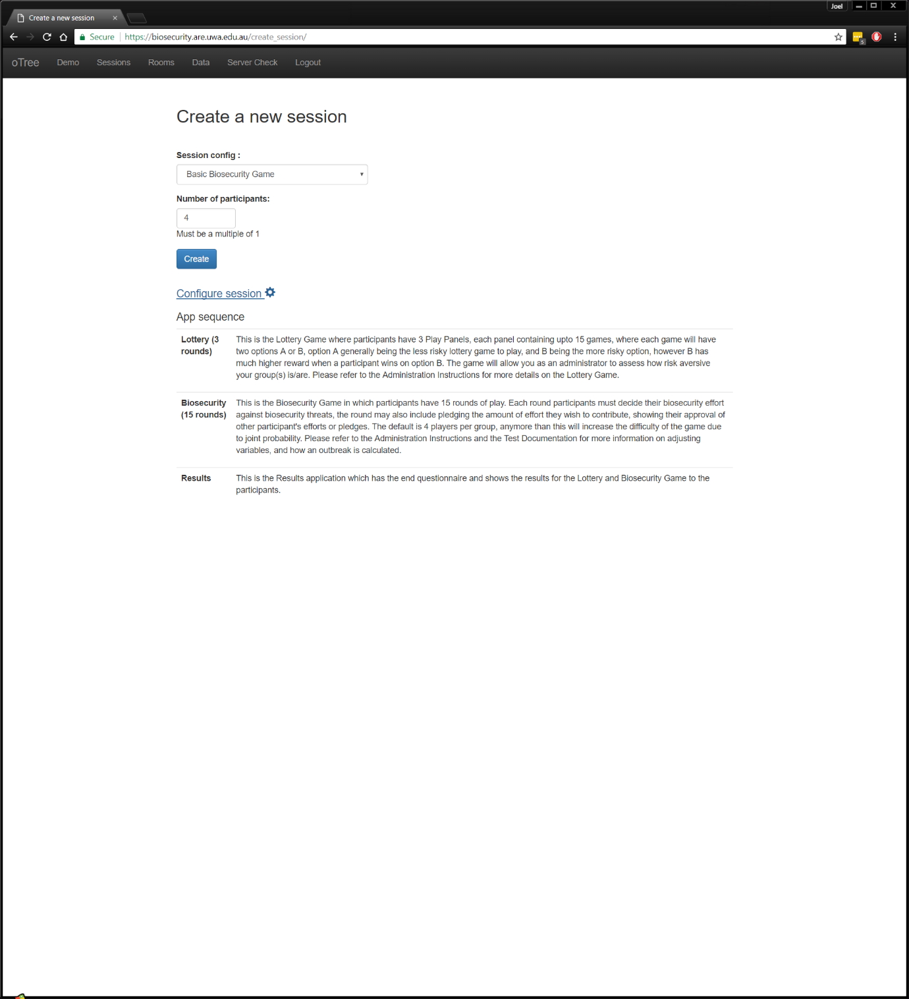 Joel
Create a new session
Secure
https://biosecurity.are.uwa.edu.au/create_session/
5
oTree Demo Sessions Rooms Data Server Check Logout
Create a new session
Session config :
Basic Biosecurity Game
Number of participants:
4
Must be a multiple of 1
Create
Configure session
App sequence
Lottery (3 rounds)
This is the Lottery Game where participants have 3 Play Panels, each panel containing upto 15 games, where each game will have
two options A or B, option A generally being the less risky lottery game to play, and B being the more risky option, however B has
much higher reward when a participant wins on option B. The game will allow you as an administrator to assess how risk aversive
your group(s) is/are. Please refer to the Administration Instructions for more details on the Lottery Game.
Biosecurity (15 rounds)
This is the Biosecurity Game in which participants have 15 rounds of play. Each round participants must decide their biosecurity effort
against biosecurity threats, the round may also include pledging the amount of effort they wish to contribute, showing their approval of
other participant's efforts or pledges. The default is 4 players per group, anymore than this will increase the difficulty of the game due
to joint probability. Please refer to the Administration Instructions and the Test Documentation for more information on adjusting
variables, and how an outbreak is calculated.
Results
This is the Results application which has the end questionnaire and shows the results for the Lottery and Biosecurity Game to the
participants.